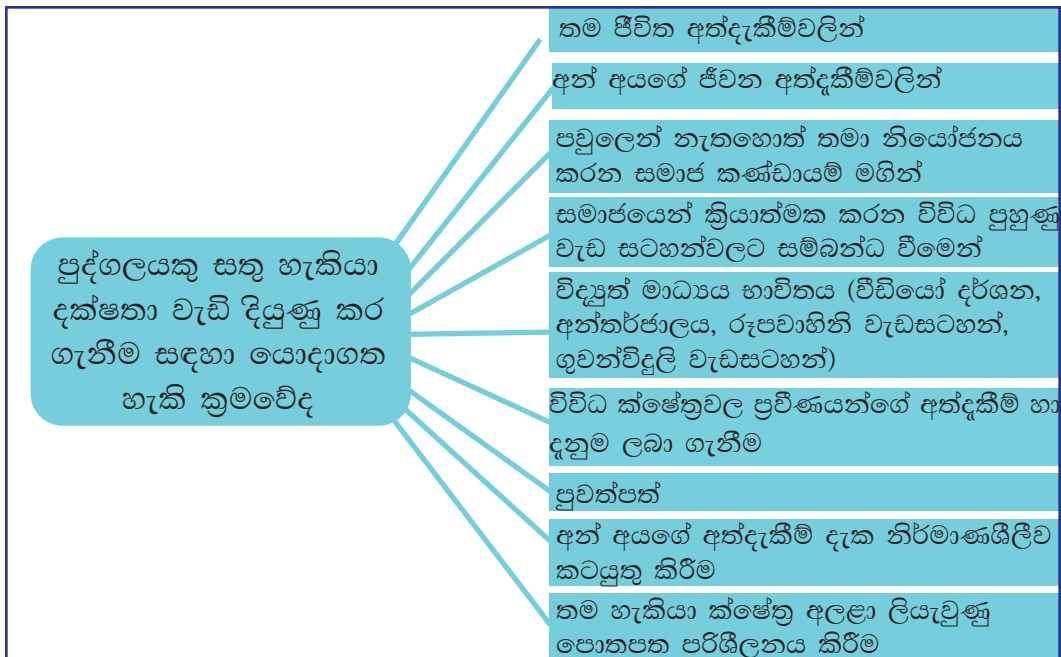 පුද්ගලයකු සතු හැකියා
දක්ෂතා වැඩි දියුණු කර
ගැනීම සඳහා යොදාගත
හැකි ක්‍රමවේද
තම ජීවිත අත්දැකීම්වලින්
අන් අයගේ ජීවන අත්දැකීම්වලින්
පවුලෙන් නැතහොත් තමා නියෝජනය
කරන සමාජ කණ්ඩායම් මගින්
සමාජයෙන් ක්‍රියාත්මක කරන විවිධ පුහුණු
වැඩ සටහන්වලට සම්බන්ධ වීමෙන්
විද්‍යුත් මාධ්‍යය භාවිතය (වීඩියෝ දර්ශන,
අන්තර්ජාලය, රූපවාහිනි වැඩසටහන්,
ගුවන්විදුලි වැඩසටහන්)
විවිධ ක්ෂේත්‍රවල ප්‍රවීණයන්ගේ අත්දැකීම් හා
දැනුම ලබා ගැනීම
පුවත්පත්
අන් අයගේ අත්දැකීම් දැක නිර්මාණශීලීව
කටයුතු කිරීම
තම හැකියා ක්ෂේත්‍ර අලළා ලියැවුණු
පොතපත පරිශීලනය කිරීම